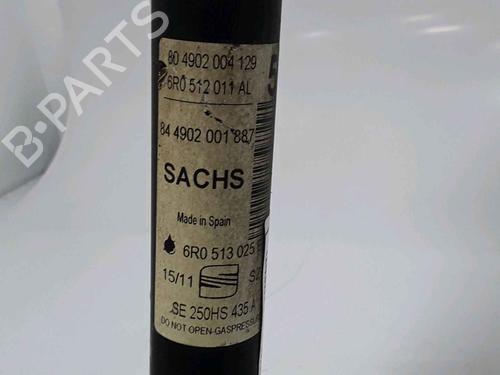 80 4902 004 129
6R0 512 011 AL
84 4902 001 887
SACHS
Made in Spain
6R0 513 025
15/11
SE 250HS 435 A
DO NOT OPEN-GASPRESSU
B-PARTS